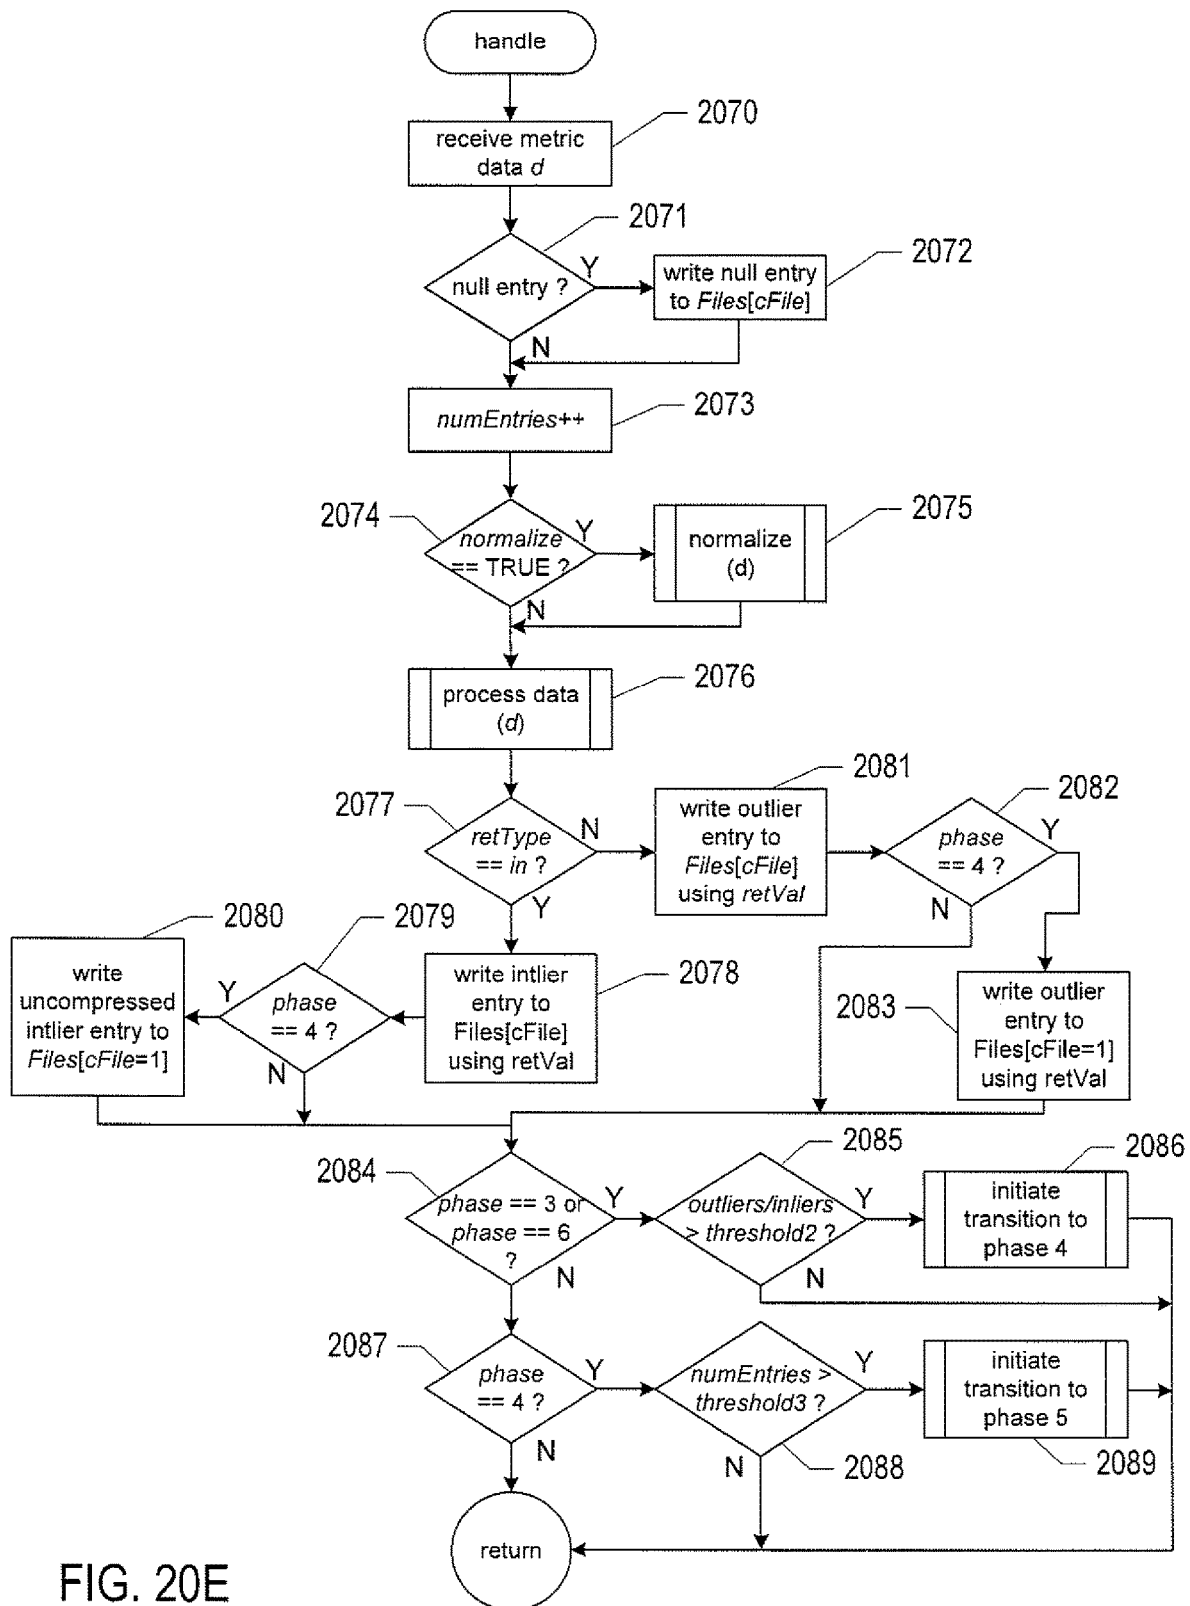 handle
2070
receive metric
data d
2071
null entry ?
Y
N
2072
write null entry
to Files[cFile]
numEntries++
2073
2074
normalize
== TRUE ?
Y
N
2075
normalize
(d)
process data
(d)
2076
2077
retType
== in ?
N
Y
2081
write outlier
entry to
Files[cFile]
using retVal
2082
phase
== 4 ?
Y
N
2080
write
uncompressed
intlier entry to
Files[cFile=1]
2079
phase
== 4 ?
Y
N
write intlier
entry to
Files[cFile]
using retVal
2078
2083
write outlier
entry to
Files[cFile=1]
using retVal
2084
phase == 3 or
phase == 6
?
Y
N
2085
outliers/inliers
> threshold2 ?
Y
N
2086
initiate
transition to
phase 4
2087
phase
== 4 ?
Y
N
numEntries >
threshold3 ?
Y
N
2088
initiate
transition to
phase 5
2089
return
FIG. 20E